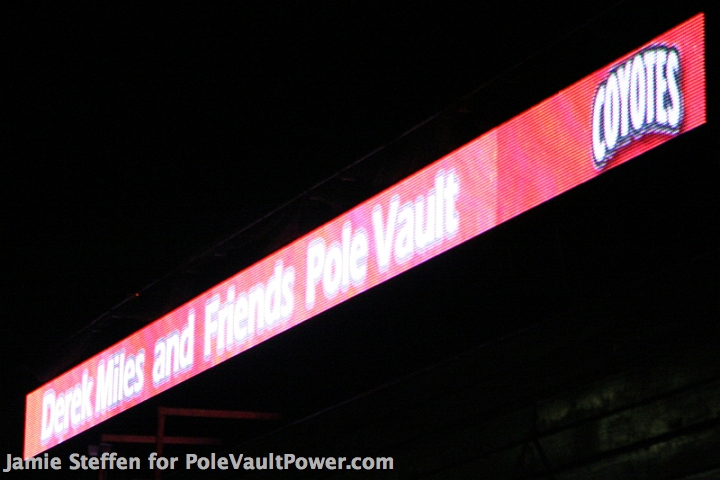 Derek Miles and Friends Pole Vault
COYOTES
Jamie Steffen for PoleVaultPower.com